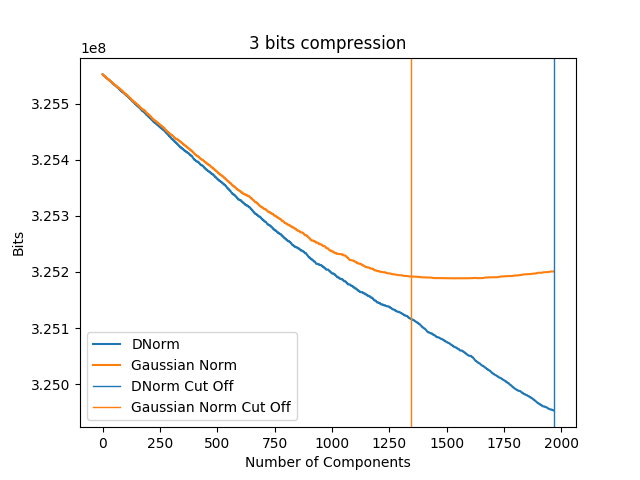 3 bits compression
1e8
3.255
3.254
3.253
3.252
3.251
3.250
Bits
DNorm
Gaussian Norm
DNorm Cut Off
Gaussian Norm Cut Off
0 250 500 750 1000 1250 1500 1750 2000
Number of Components